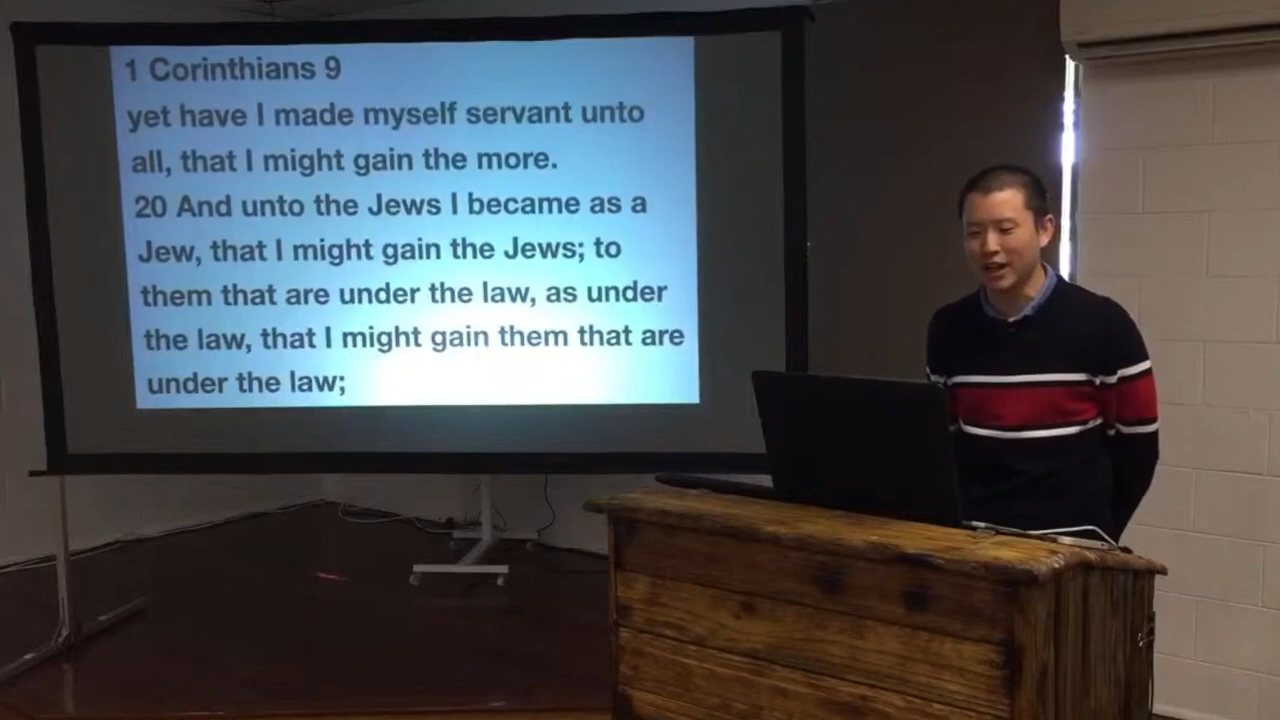 1 Corinthians 9
yet have I made myself servant unto
all, that I might gain the more.
20 And unto the Jews I became as a
Jew, that I might gain the Jews; to
them that are under the law, as under
the law, that I might gain them that are
under the law;